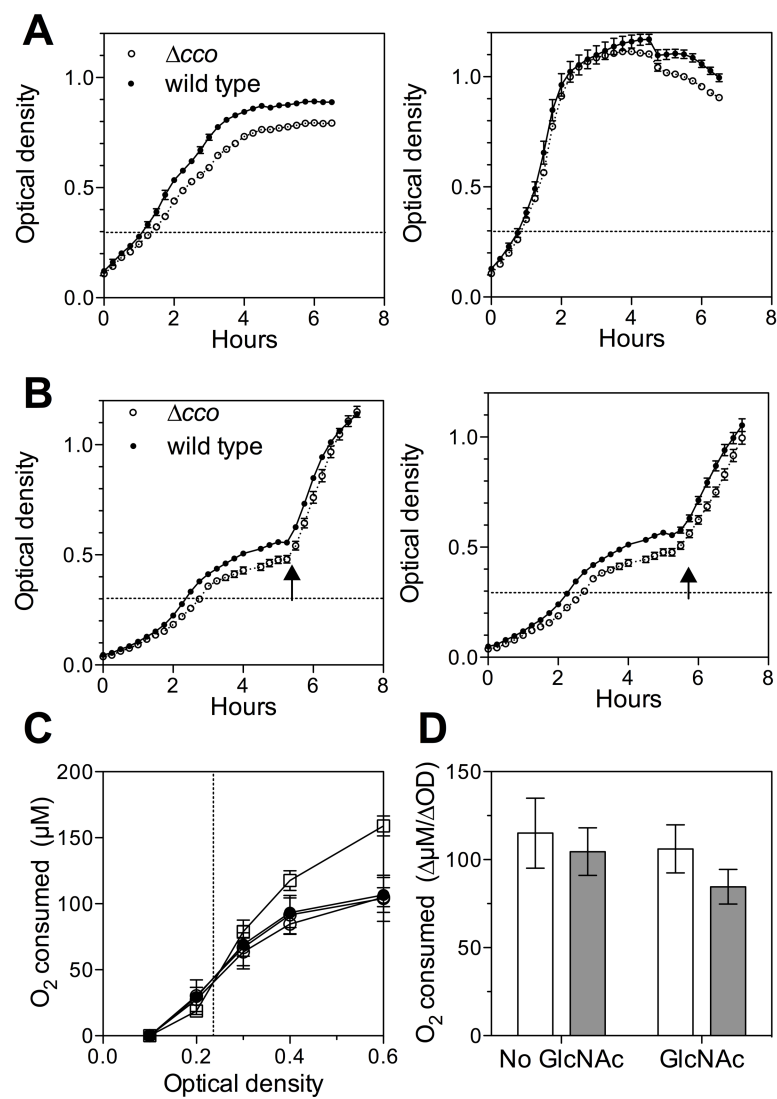 A
Δcco
wild type
Optical density
1.0
0.5
0.0
0 2 4 6 8
Hours
Optical density
1.0
0.5
0.0
0 2 4 6 8
Hours
B
Δcco
wild type
Optical density
1.0
0.5
0.0
0 2 4 6 8
Hours
Optical density
1.0
0.5
0.0
0 2 4 6 8
Hours
C
O2 consumed (μM)
200
150
100
50
0
0.0 0.2 0.4 0.6
Optical density
D
O2 consumed (ΔμM/ΔOD)
150
100
50
0
No GlcNAc GlcNAc